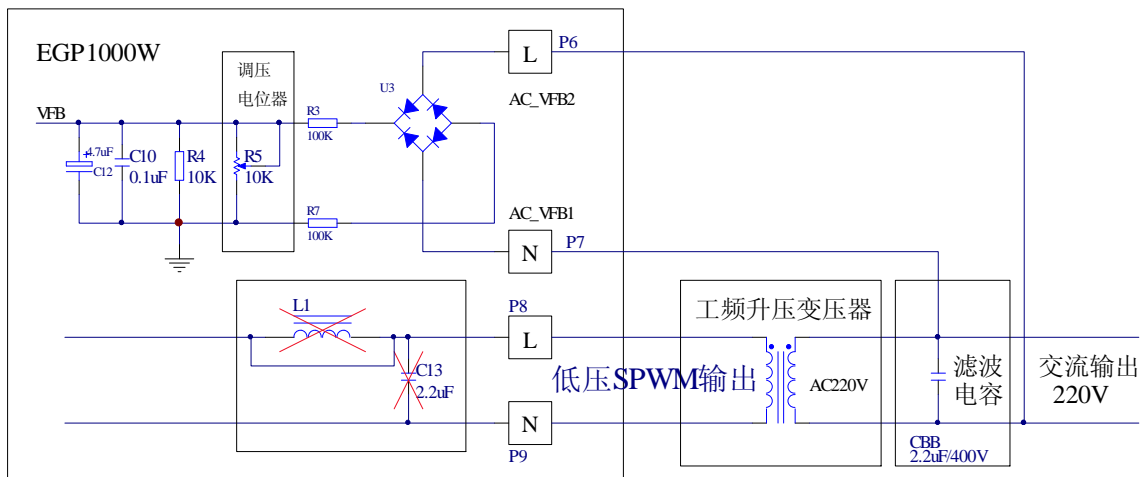 EGP1000W
调压
电位器
U3
L
P6
AC_VFB2
VFB
R3
100K
4.7uF
+
C12
C10
0.1uF
R4
10K
R5
10K
R7
100K
AC_VFB1
N
P7
L1
P8
L
C13
2.2uF
N
P9
低压SPWM输出
工频升压变压器
AC220V
滤波
电容
CBB
2.2uF/400V
交流输出
220V